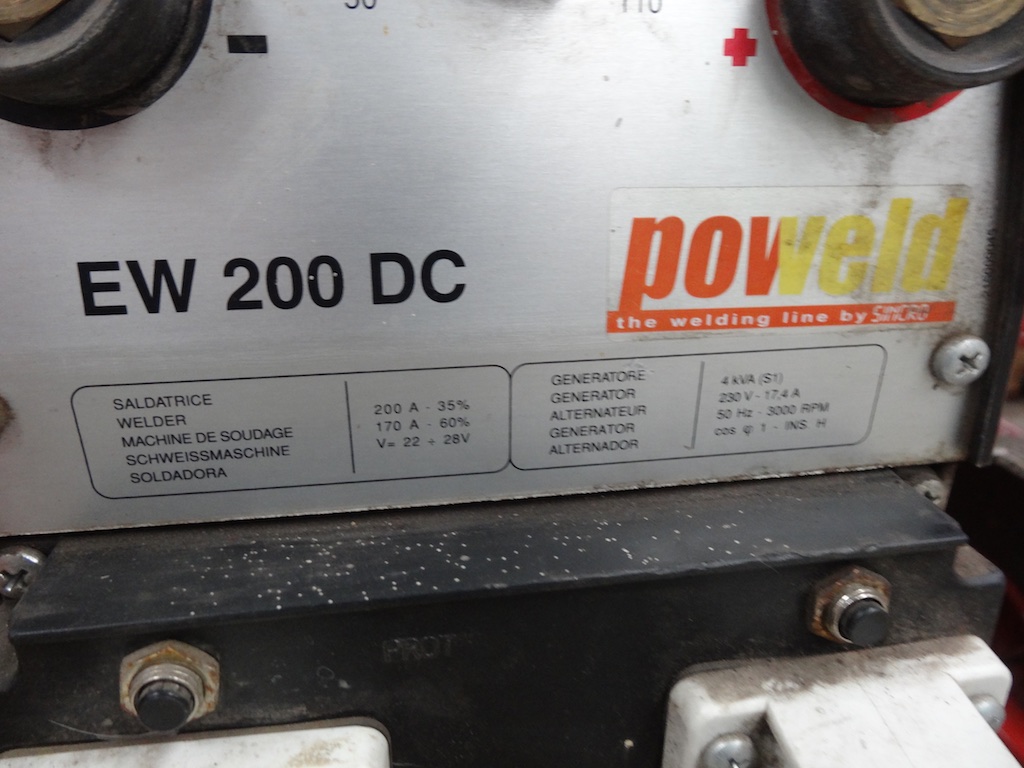 110
poweld
the welding line by SINCRO
EW 200 DC
SALDATRICE
WELDER
MACHINE DE SOUDAGE
SCHWEISSMASCHINE
SOLDADORA
200 A - 35%
170 A - 60%
V= 22 ÷ 28V
GENERATORE
GENERATOR
ALTERNATEUR
GENERATOR
ALTERNADOR
4 kVA (S1)
230 V - 17,4 A
50 Hz - 3000 RPM
cos φ 1 - INS. H
PROT